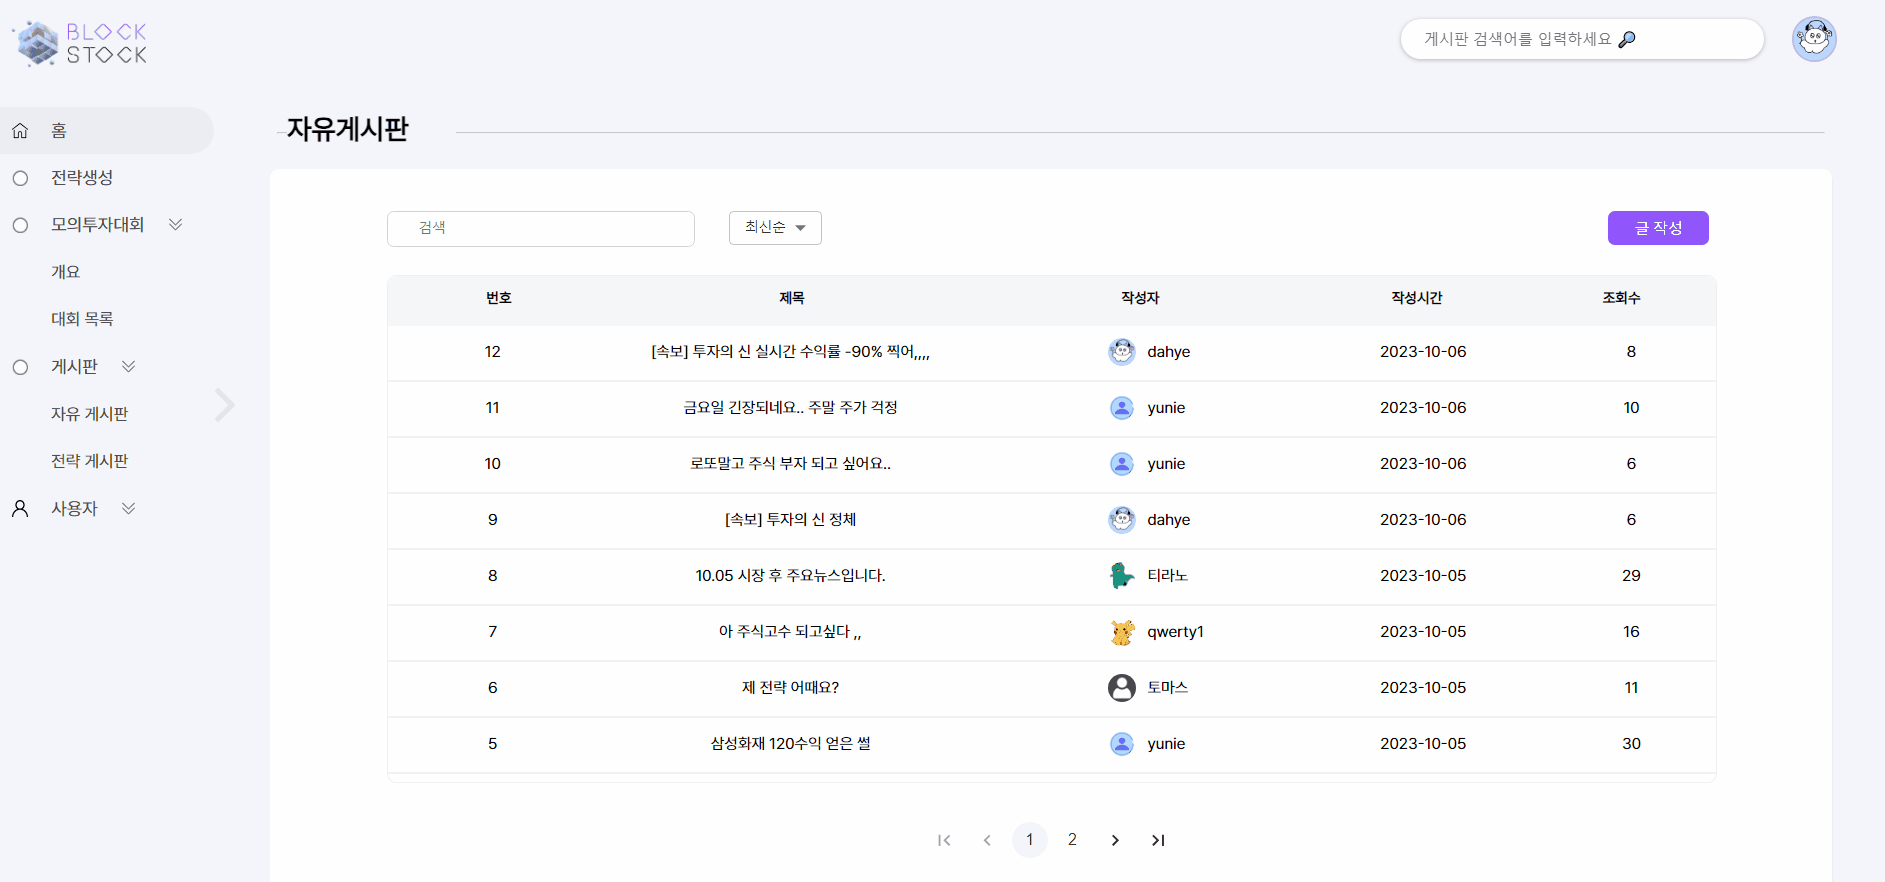 BLOCK
STOCK
게시판 검색어를 입력하세요
홈
전략생성
모의투자대회
개요
대회 목록
게시판
자유 게시판
전략 게시판
사용자
자유게시판
검색
최신순
글 작성
번호 제목 작성자 작성시간 조회수
12 [속보] 투자의 신 실시간 수익률 -90% 찍어,,,, dahye 2023-10-06 8
11 금요일 긴장되네요.. 주말 주가 걱정 yunie 2023-10-06 10
10 로또말고 주식 부자 되고 싶어요.. yunie 2023-10-06 6
9 [속보] 투자의 신 정체 dahye 2023-10-06 6
8 10.05 시장 후 주요뉴스입니다. 티라노 2023-10-05 29
7 아 주식고수 되고싶다 ,, qwerty1 2023-10-05 16
6 제 전략 어때요? 토마스 2023-10-05 11
5 삼성화재 120수익 얻은 썰 yunie 2023-10-05 30
1 2